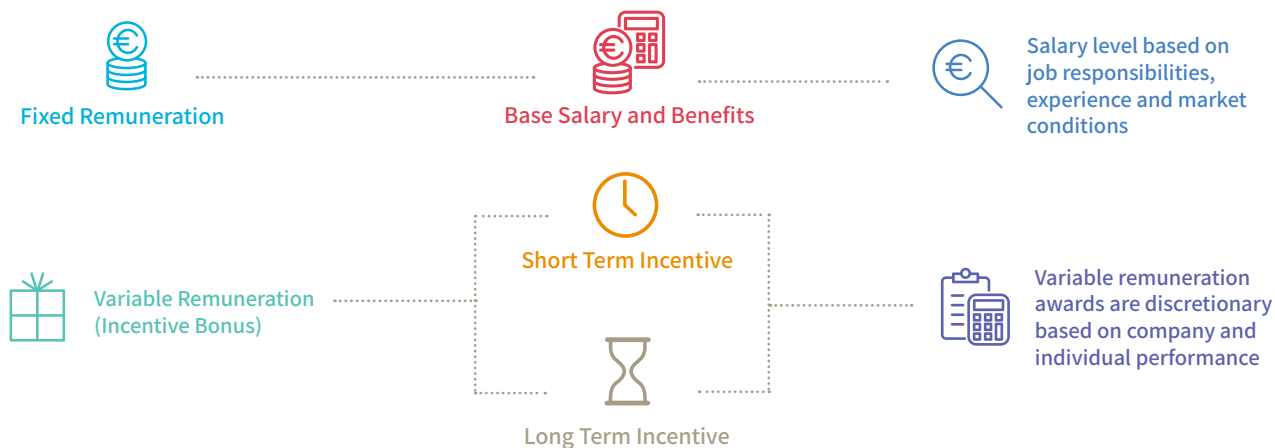 Fixed Remuneration
Base Salary and Benefits
Salary level based on
job responsibilities,
experience and market
conditions
Variable Remuneration
(Incentive Bonus)
Short Term Incentive
Long Term Incentive
Variable remuneration
awards are discretionary
based on company and
individual performance